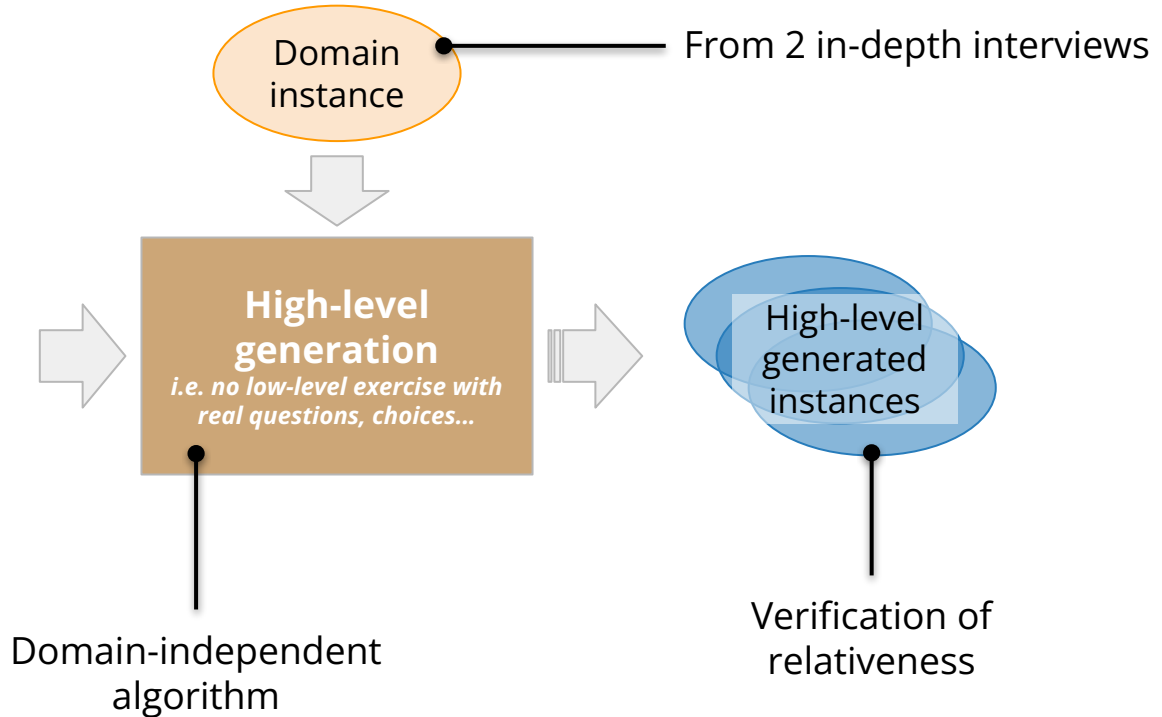 Domain
instance
From 2 in-depth interviews
High-level
generation
i.e. no low-level exercise with
real questions, choices...
High-level
generated
instances
Domain-independent
algorithm
Verification of
relativeness